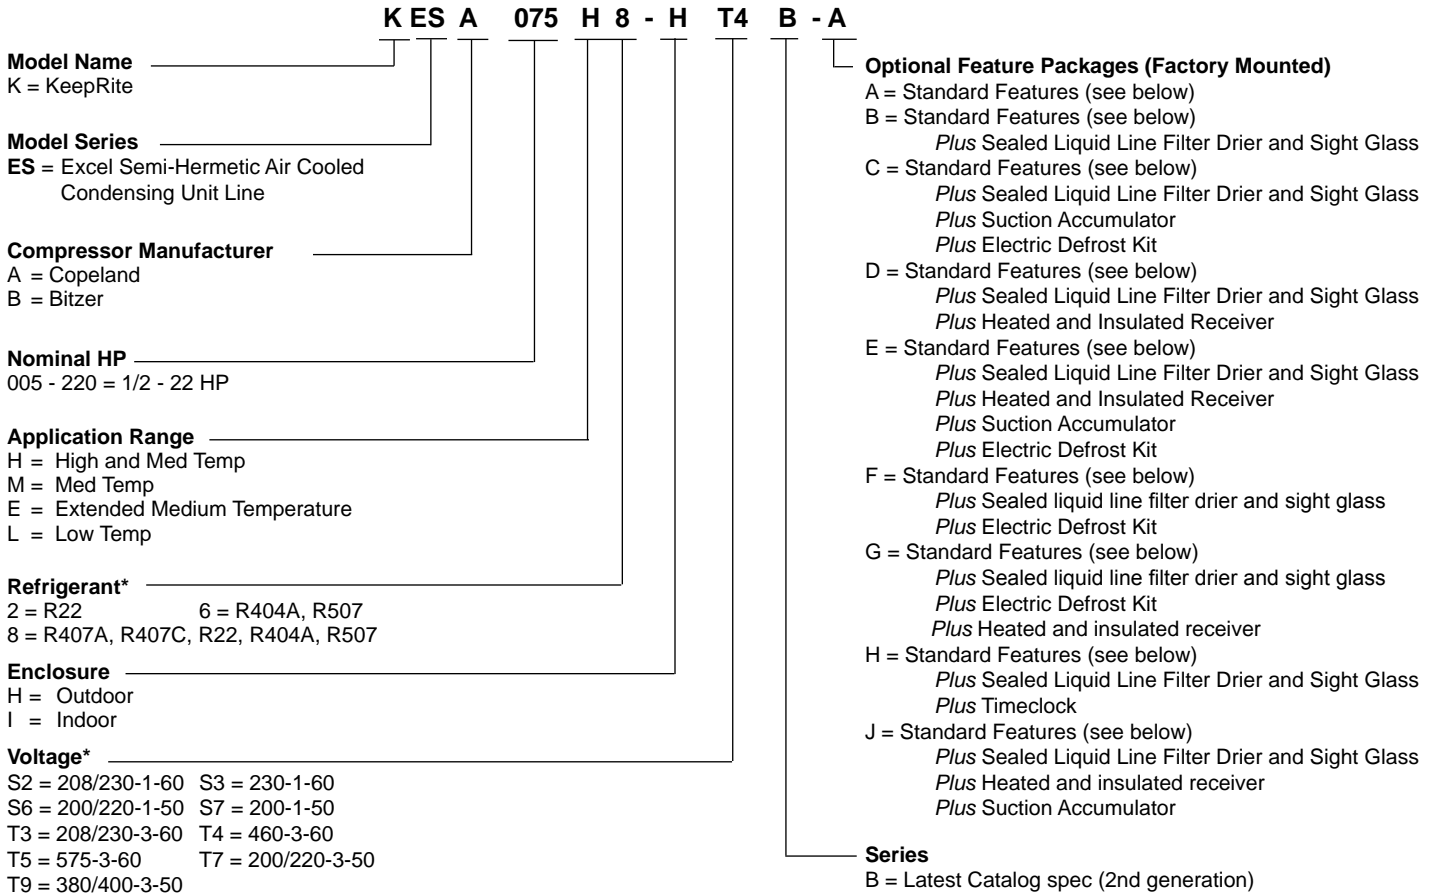 K ES A 075 H 8 - H T4 B - A
Model Name
K = KeepRite
Model Series
ES = Excel Semi-Hermetic Air Cooled
Condensing Unit Line
Compressor Manufacturer
A = Copeland
B = Bitzer
Nominal HP
005 - 220 = 1/2 - 22 HP
Application Range
H = High and Med Temp
M = Med Temp
E = Extended Medium Temperature
L = Low Temp
Refrigerant*
2 = R22 6 = R404A, R507
8 = R407A, R407C, R22, R404A, R507
Enclosure
H = Outdoor
I = Indoor
Voltage*
S2 = 208/230-1-60 S3 = 230-1-60
S6 = 200/220-1-50 S7 = 200-1-50
T3 = 208/230-3-60 T4 = 460-3-60
T5 = 575-3-60 T7 = 200/220-3-50
T9 = 380/400-3-50
Optional Feature Packages (Factory Mounted)
A = Standard Features (see below)
B = Standard Features (see below)
Plus Sealed Liquid Line Filter Drier and Sight Glass
C = Standard Features (see below)
Plus Sealed Liquid Line Filter Drier and Sight Glass
Plus Suction Accumulator
Plus Electric Defrost Kit
D = Standard Features (see below)
Plus Sealed Liquid Line Filter Drier and Sight Glass
Plus Heated and Insulated Receiver
E = Standard Features (see below)
Plus Sealed Liquid Line Filter Drier and Sight Glass
Plus Heated and Insulated Receiver
Plus Suction Accumulator
Plus Electric Defrost Kit
F = Standard Features (see below)
Plus Sealed liquid line filter drier and sight glass
Plus Electric Defrost Kit
G = Standard Features (see below)
Plus Sealed liquid line filter drier and sight glass
Plus Electric Defrost Kit
Plus Heated and insulated receiver
H = Standard Features (see below)
Plus Sealed Liquid Line Filter Drier and Sight Glass
Plus Timeclock
J = Standard Features (see below)
Plus Sealed Liquid Line Filter Drier and Sight Glass
Plus Heated and insulated receiver
Plus Suction Accumulator
Series
B = Latest Catalog spec (2nd generation)